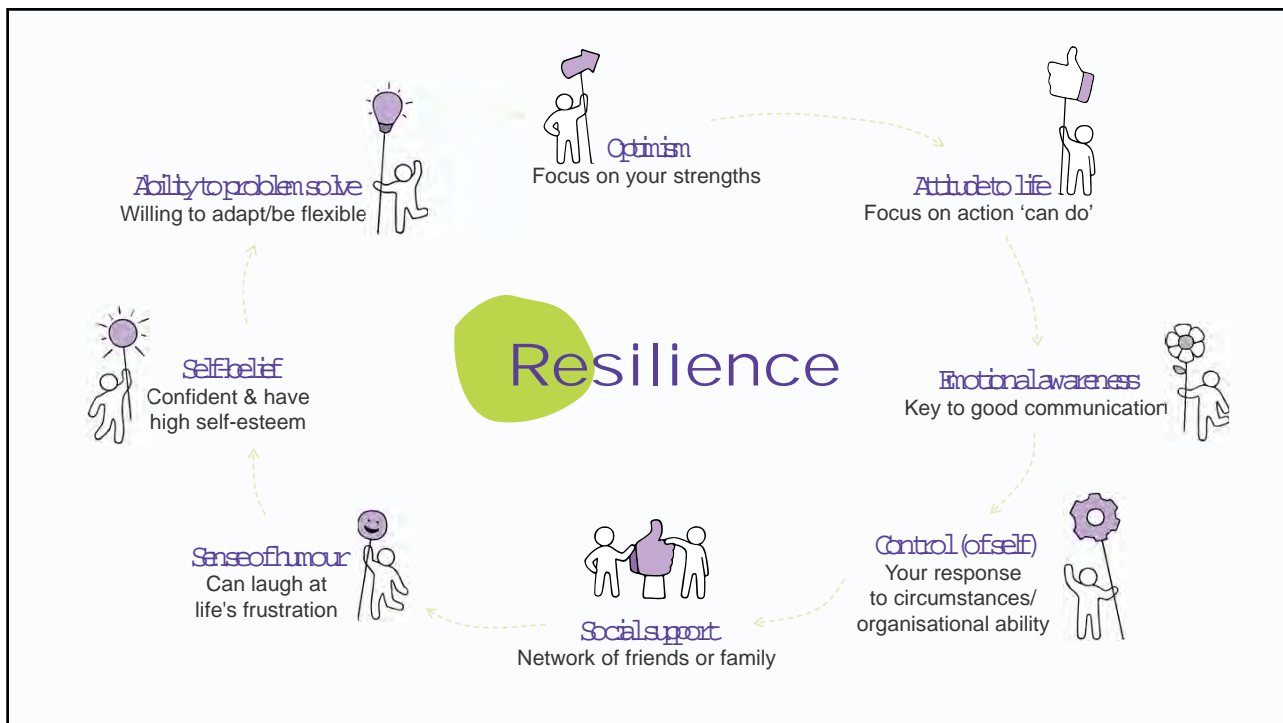 Optimism
Focus on your strengths
Attitude to life
Focus on action ‘can do’
Emotional awareness
Key to good communication
Control (of self)
Your response
to circumstances/
organisational ability
Social support
Network of friends or family
Sense of humour
Can laugh at
life's frustration
Self-belief
Confident & have
high self-esteem
Ability to problem solve
Willing to adapt/be flexible
Resilience